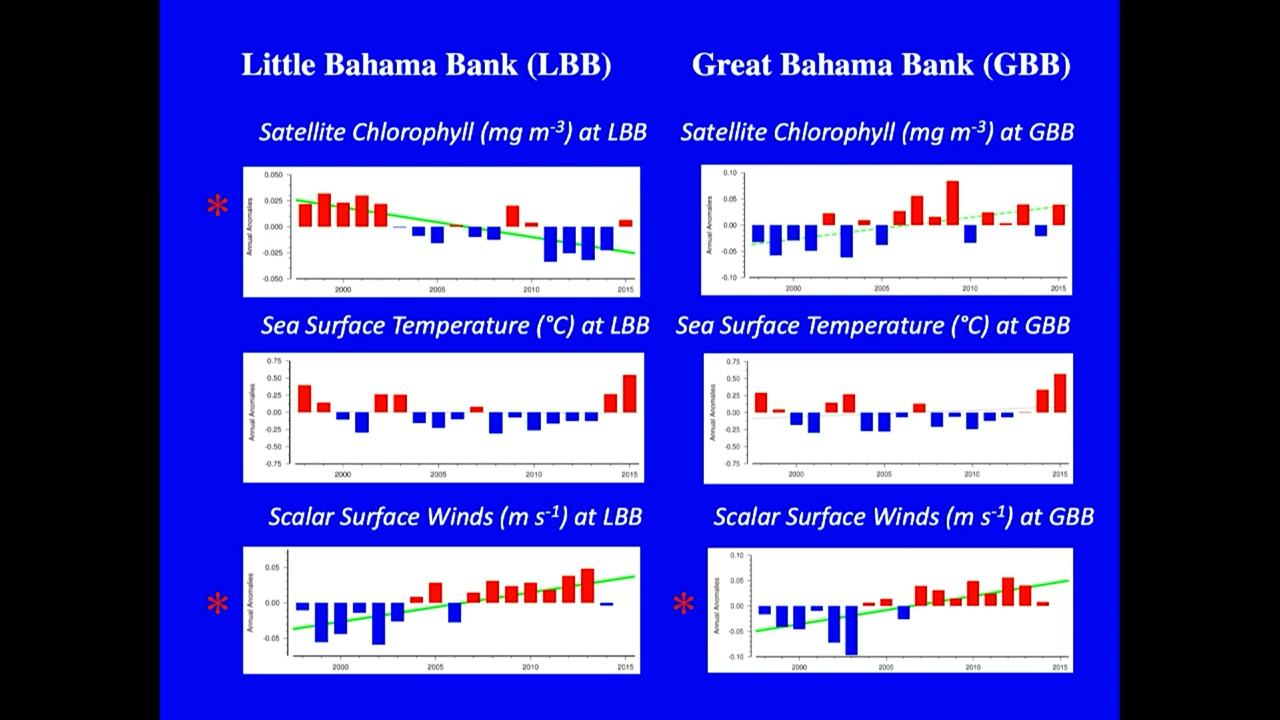 Little Bahama Bank (LBB)
Great Bahama Bank (GBB)
Satellite Chlorophyll (mg m⁻³) at LBB
Satellite Chlorophyll (mg m⁻³) at GBB
*
Annual Anomalies
0.050
0.025
0.000
-0.025
-0.050
2000 2005 2010 2015
Annual Anomalies
0.10
0.05
0.00
-0.05
-0.10
2000 2005 2010 2015
Sea Surface Temperature (°C) at LBB
Sea Surface Temperature (°C) at GBB
Annual Anomalies
0.75
0.50
0.25
0.00
-0.25
-0.50
-0.75
2000 2005 2010 2015
Annual Anomalies
0.75
0.50
0.25
0.00
-0.25
-0.50
-0.75
2000 2005 2010 2015
Scalar Surface Winds (m s⁻¹) at LBB
Scalar Surface Winds (m s⁻¹) at GBB
*
Annual Anomalies
0.05
0.00
-0.05
2000 2005 2010 2015
*
Annual Anomalies
0.10
0.05
0.00
-0.05
-0.10
2000 2005 2010 2015